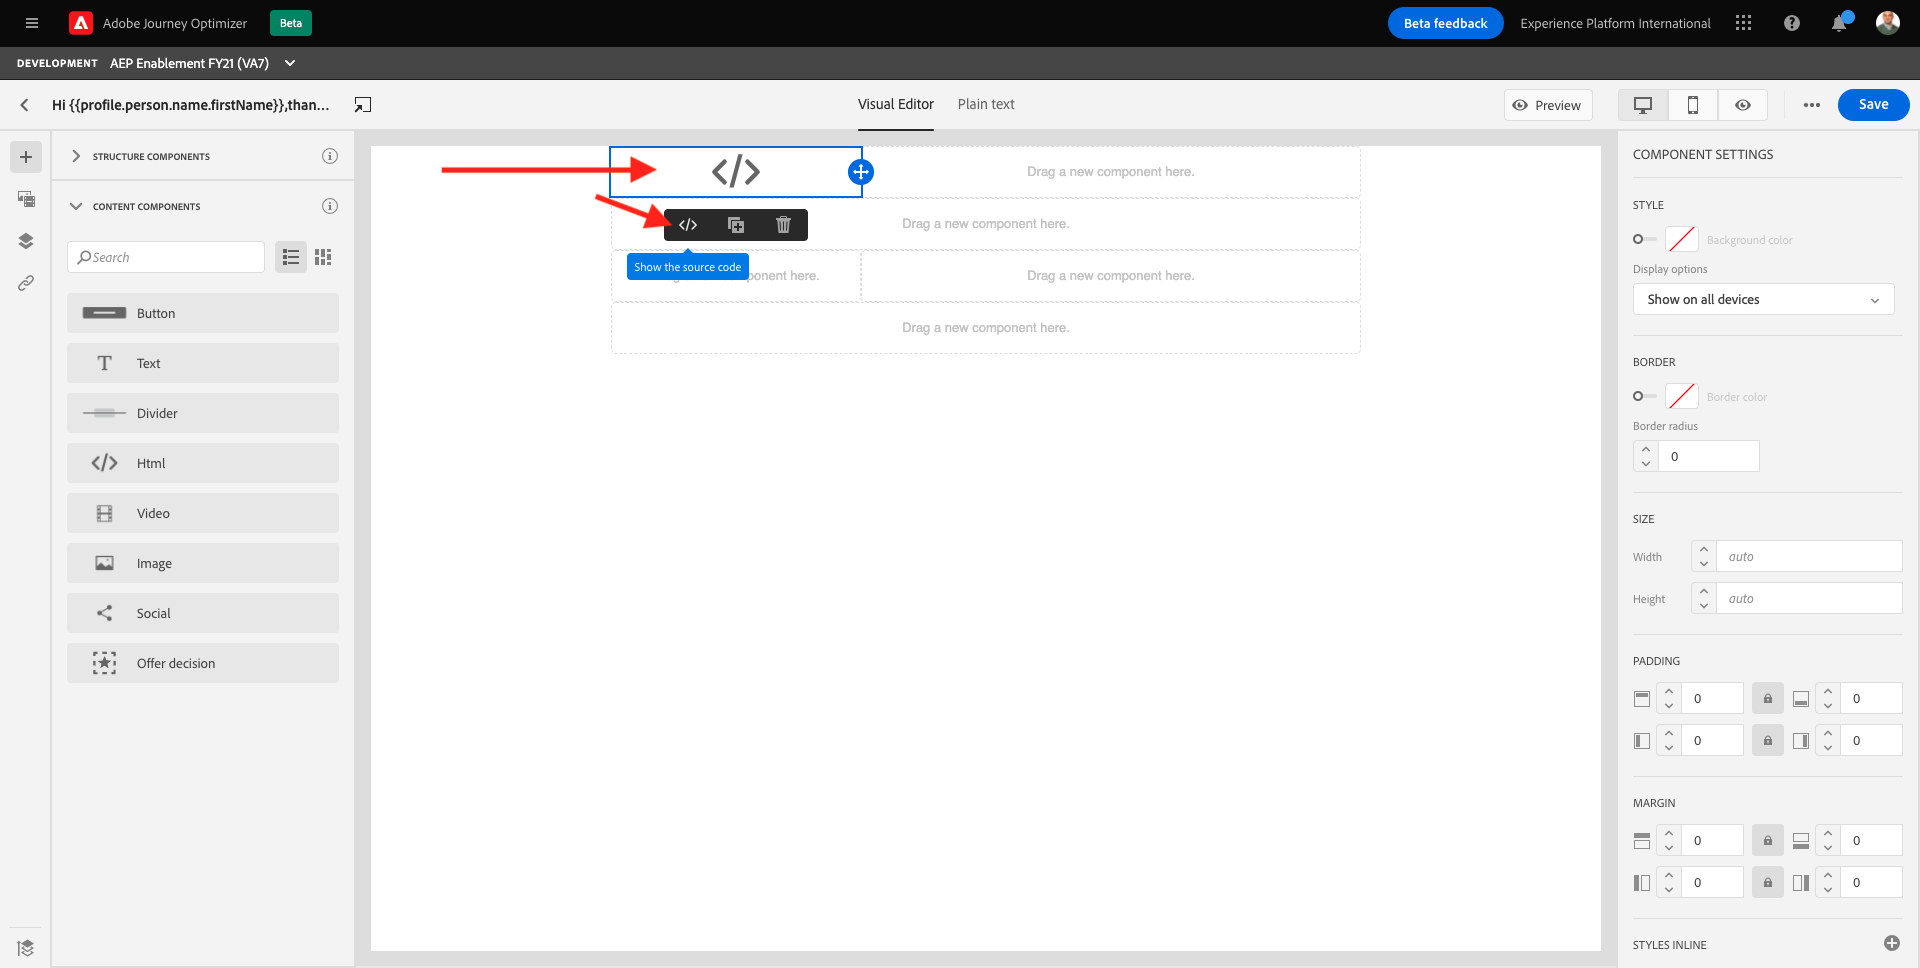 Adobe Journey Optimizer Beta Beta feedback Experience Platform International
DEVELOPMENT AEP Enablement FY21 (VA7)
Hi {{profile.person.name.firstName}},than... Visual Editor Plain text Preview Save
STRUCTURE COMPONENTS
CONTENT COMPONENTS
Search
Button
Text
Divider
Html
Video
Image
Social
Offer decision
Drag a new component here.
Drag a new component here.
Show the source code
ponent here. Drag a new component here.
Drag a new component here.
COMPONENT SETTINGS
STYLE
Background color
Display options
Show on all devices
BORDER
Border color
Border radius
0
SIZE
Width auto
Height auto
PADDING
0 0
0 0
MARGIN
0 0
0 0
STYLES INLINE